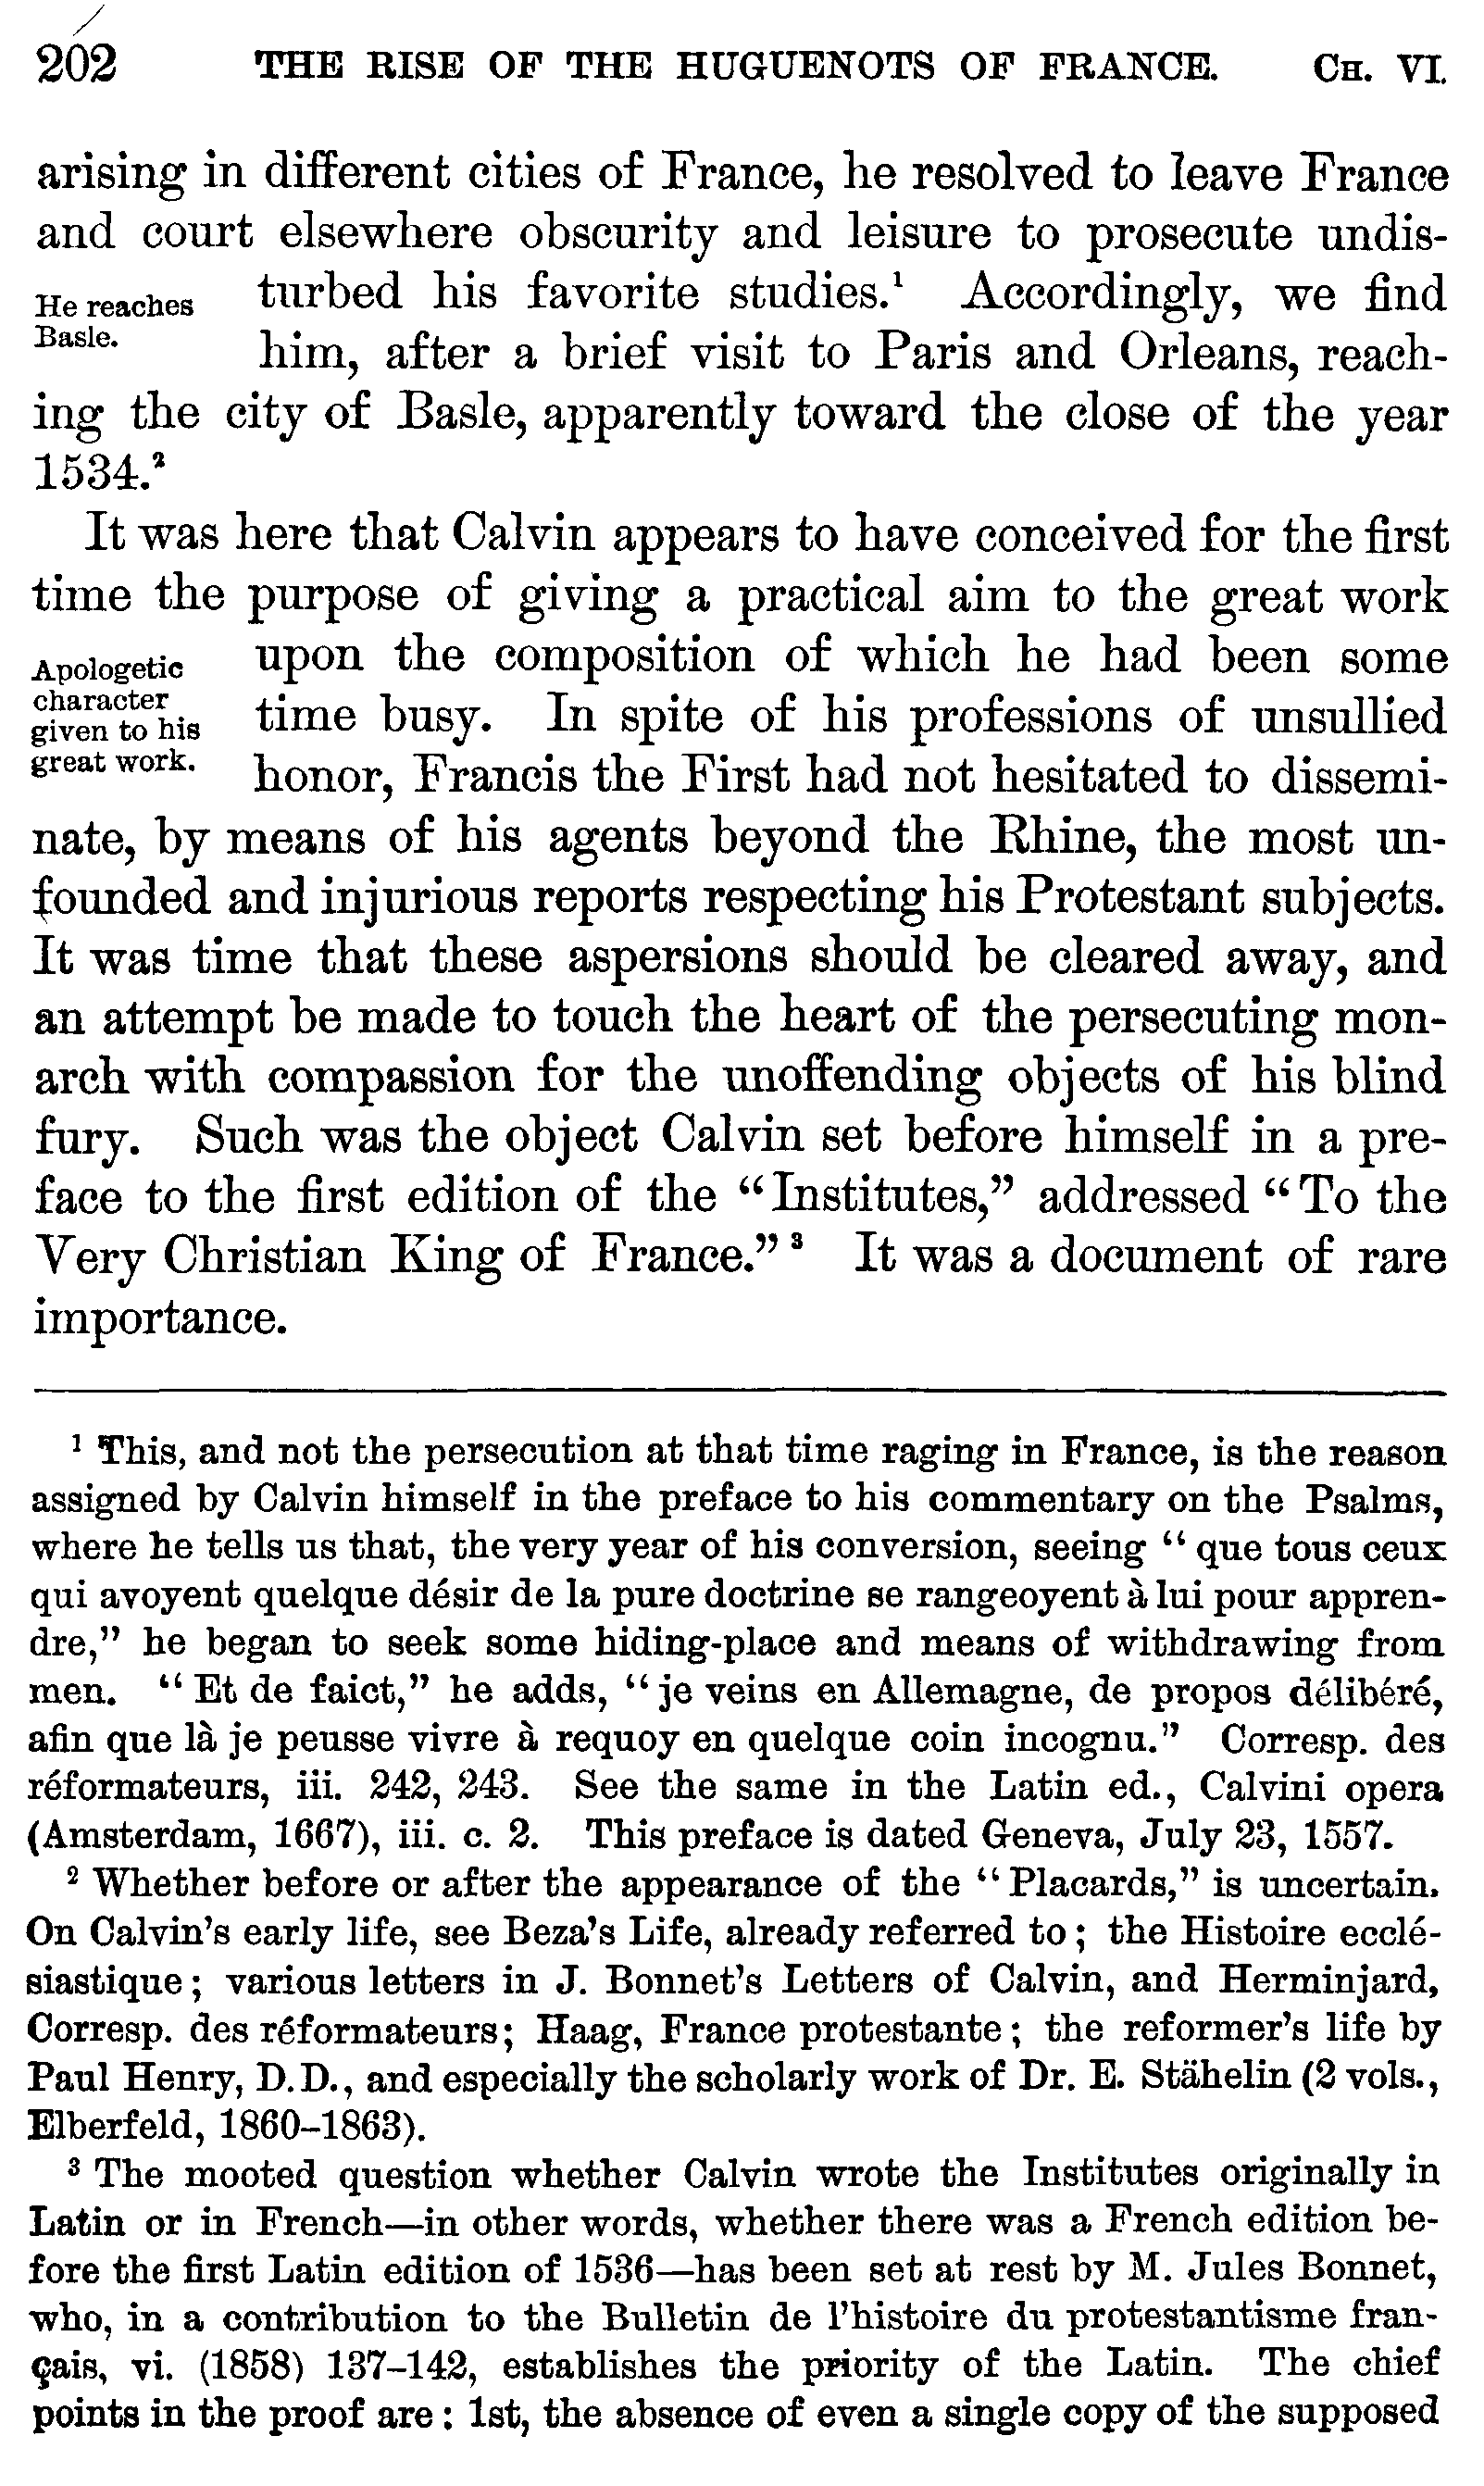 202 THE RISE OF THE HUGUENOTS OF FRANCE. CH. VI.
arising in different cities of France, he resolved to leave France
and court elsewhere obscurity and leisure to prosecute undis-
He reaches
Basle.
turbed his favorite studies.¹ Accordingly, we find
him, after a brief visit to Paris and Orleans, reach-
ing the city of Basle, apparently toward the close of the year
1534.²
It was here that Calvin appears to have conceived for the first
time the purpose of giving a practical aim to the great work
Apologetic
character
given to his
great work.
upon the composition of which he had been some
time busy. In spite of his professions of unsullied
honor, Francis the First had not hesitated to dissemi-
nate, by means of his agents beyond the Rhine, the most un-
founded and injurious reports respecting his Protestant subjects.
It was time that these aspersions should be cleared away, and
an attempt be made to touch the heart of the persecuting mon-
arch with compassion for the unoffending objects of his blind
fury. Such was the object Calvin set before himself in a pre-
face to the first edition of the “Institutes,” addressed “To the
Very Christian King of France.”³ It was a document of rare
importance.
¹ This, and not the persecution at that time raging in France, is the reason
assigned by Calvin himself in the preface to his commentary on the Psalms,
where he tells us that, the very year of his conversion, seeing “que tous ceux
qui avoyent quelque désir de la pure doctrine se rangeoyent à lui pour appren-
dre,” he began to seek some hiding-place and means of withdrawing from
men. “Et de faict,” he adds, “je veins en Allemagne, de propos délibéré,
afin que là je peusse vivre à requoy en quelque coin incognu.” Corresp. des
réformateurs, iii. 242, 243. See the same in the Latin ed., Calvini opera
(Amsterdam, 1667), iii. c. 2. This preface is dated Geneva, July 23, 1557.
² Whether before or after the appearance of the “Placards,” is uncertain.
On Calvin’s early life, see Beza’s Life, already referred to; the Histoire ecclé-
siastique; various letters in J. Bonnet’s Letters of Calvin, and Herminjard,
Corresp. des réformateurs; Haag, France protestante; the reformer’s life by
Paul Henry, D.D., and especially the scholarly work of Dr. E. Stähelin (2 vols.,
Elberfeld, 1860–1863).
³ The mooted question whether Calvin wrote the Institutes originally in
Latin or in French—in other words, whether there was a French edition be-
fore the first Latin edition of 1536—has been set at rest by M. Jules Bonnet,
who, in a contribution to the Bulletin de l’histoire du protestantisme fran-
çais, vi. (1858) 137–142, establishes the priority of the Latin. The chief
points in the proof are: 1st, the absence of even a single copy of the supposed